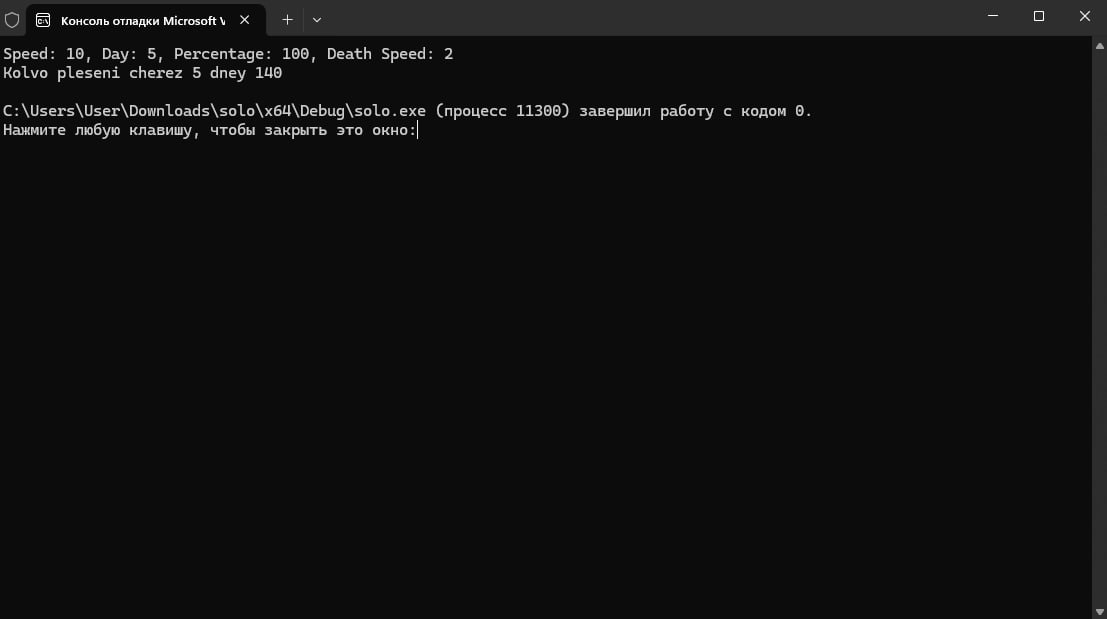 Консоль отладки Microsoft V
Speed: 10, Day: 5, Percentage: 100, Death Speed: 2
Kolvo pleseni cherez 5 dney 140
C:\Users\User\Downloads\solo\x64\Debug\solo.exe (процесс 11300) завершил работу с кодом 0.
Нажмите любую клавишу, чтобы закрыть это окно: